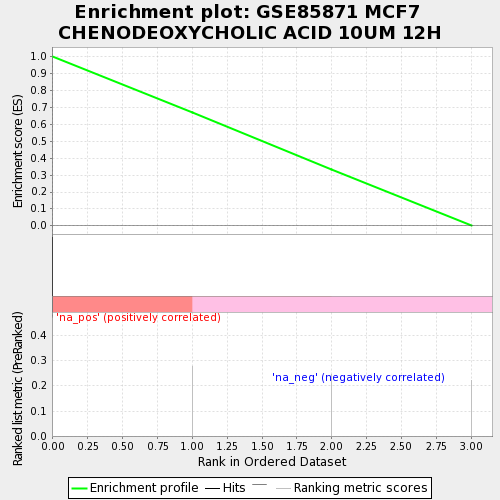 Enrichment plot: GSE85871 MCF7
CHENODEOXYCHOLIC ACID 10UM 12H
Enrichment score (ES)
1.0
0.9
0.8
0.7
0.6
0.5
0.4
0.3
0.2
0.1
0.0
'na_pos' (positively correlated)
'na_neg' (negatively correlated)
Ranked list metric (PreRanked)
0.4
0.3
0.2
0.1
0.0
0.00 0.25 0.50 0.75 1.00 1.25 1.50 1.75 2.00 2.25 2.50 2.75 3.00
Rank in Ordered Dataset
Enrichment profile Hits Ranking metric scores